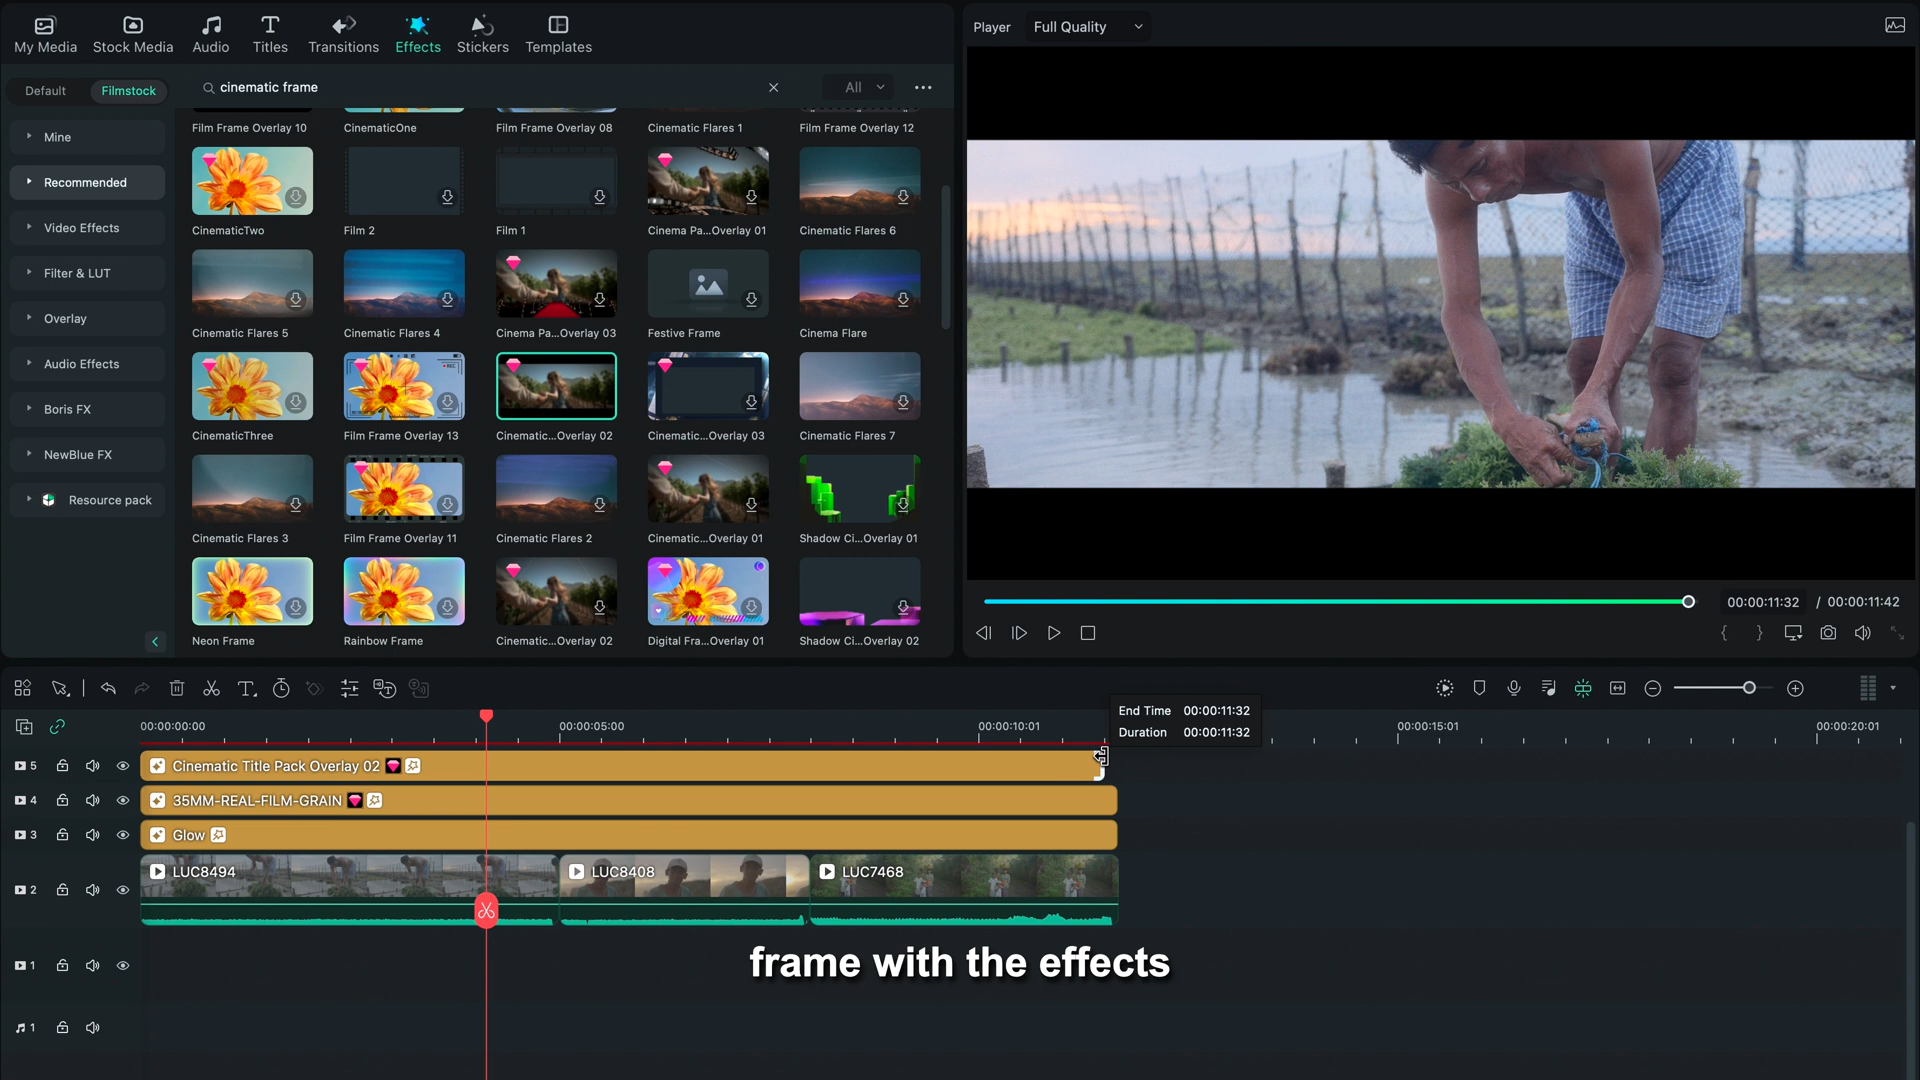 My Media
Stock Media
Audio
Titles
Transitions
Effects
Stickers
Templates
Player
Full Quality
Default
Filmstock
cinematic frame
All
Mine
Recommended
Video Effects
Filter & LUT
Overlay
Audio Effects
Boris FX
NewBlue FX
Resource pack
Film Frame Overlay 10
CinematicOne
Film Frame Overlay 08
Cinematic Flares 1
Film Frame Overlay 12
CinematicTwo
Film 2
Film 1
Cinema Pa...Overlay 01
Cinematic Flares 6
Cinematic Flares 5
Cinematic Flares 4
Cinema Pa...Overlay 03
Festive Frame
Cinema Flare
REC
CinematicThree
Film Frame Overlay 13
Cinematic...Overlay 02
Cinematic...Overlay 03
Cinematic Flares 7
Cinematic Flares 3
Film Frame Overlay 11
Cinematic Flares 2
Cinematic...Overlay 01
Shadow Ci...Overlay 01
Neon Frame
Rainbow Frame
Cinematic...Overlay 02
Digital Fra...Overlay 01
Shadow Ci...Overlay 02
00:00:11:32 / 00:00:11:42
00:00:00:00
00:00:05:00
00:00:10:01
00:00:15:01
00:00:20:01
End Time 00:00:11:32
Duration 00:00:11:32
5
Cinematic Title Pack Overlay 02
4
35MM-REAL-FILM-GRAIN
3
Glow
2
LUC8494
LUC8408
LUC7468
1
1
frame with the effects